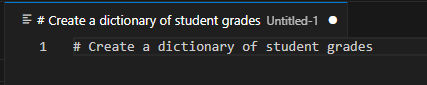 # Create a dictionary of student grades Untitled-1
1 # Create a dictionary of student grades